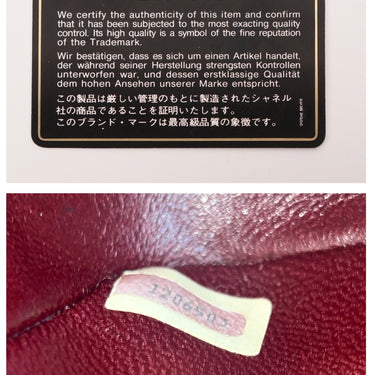 We certify the authenticity of this item and confirm
that it has been subjected to the most exacting quality
control. Its high quality is a symbol of the fine reputation
of the Trademark.
Wir bestätigen, dass es sich um einen Artikel handelt,
der während seiner Herstellung strengsten Kontrollen
unterworfen war, und dessen erstklassige Qualität
dem hohen Ansehen unserer Marke entspricht.
この製品は厳しい管理のもとに製造されたシャネル
社の商品であることを証明いたします。
このブランド・マークは最高級品質の象徴です。
1206503